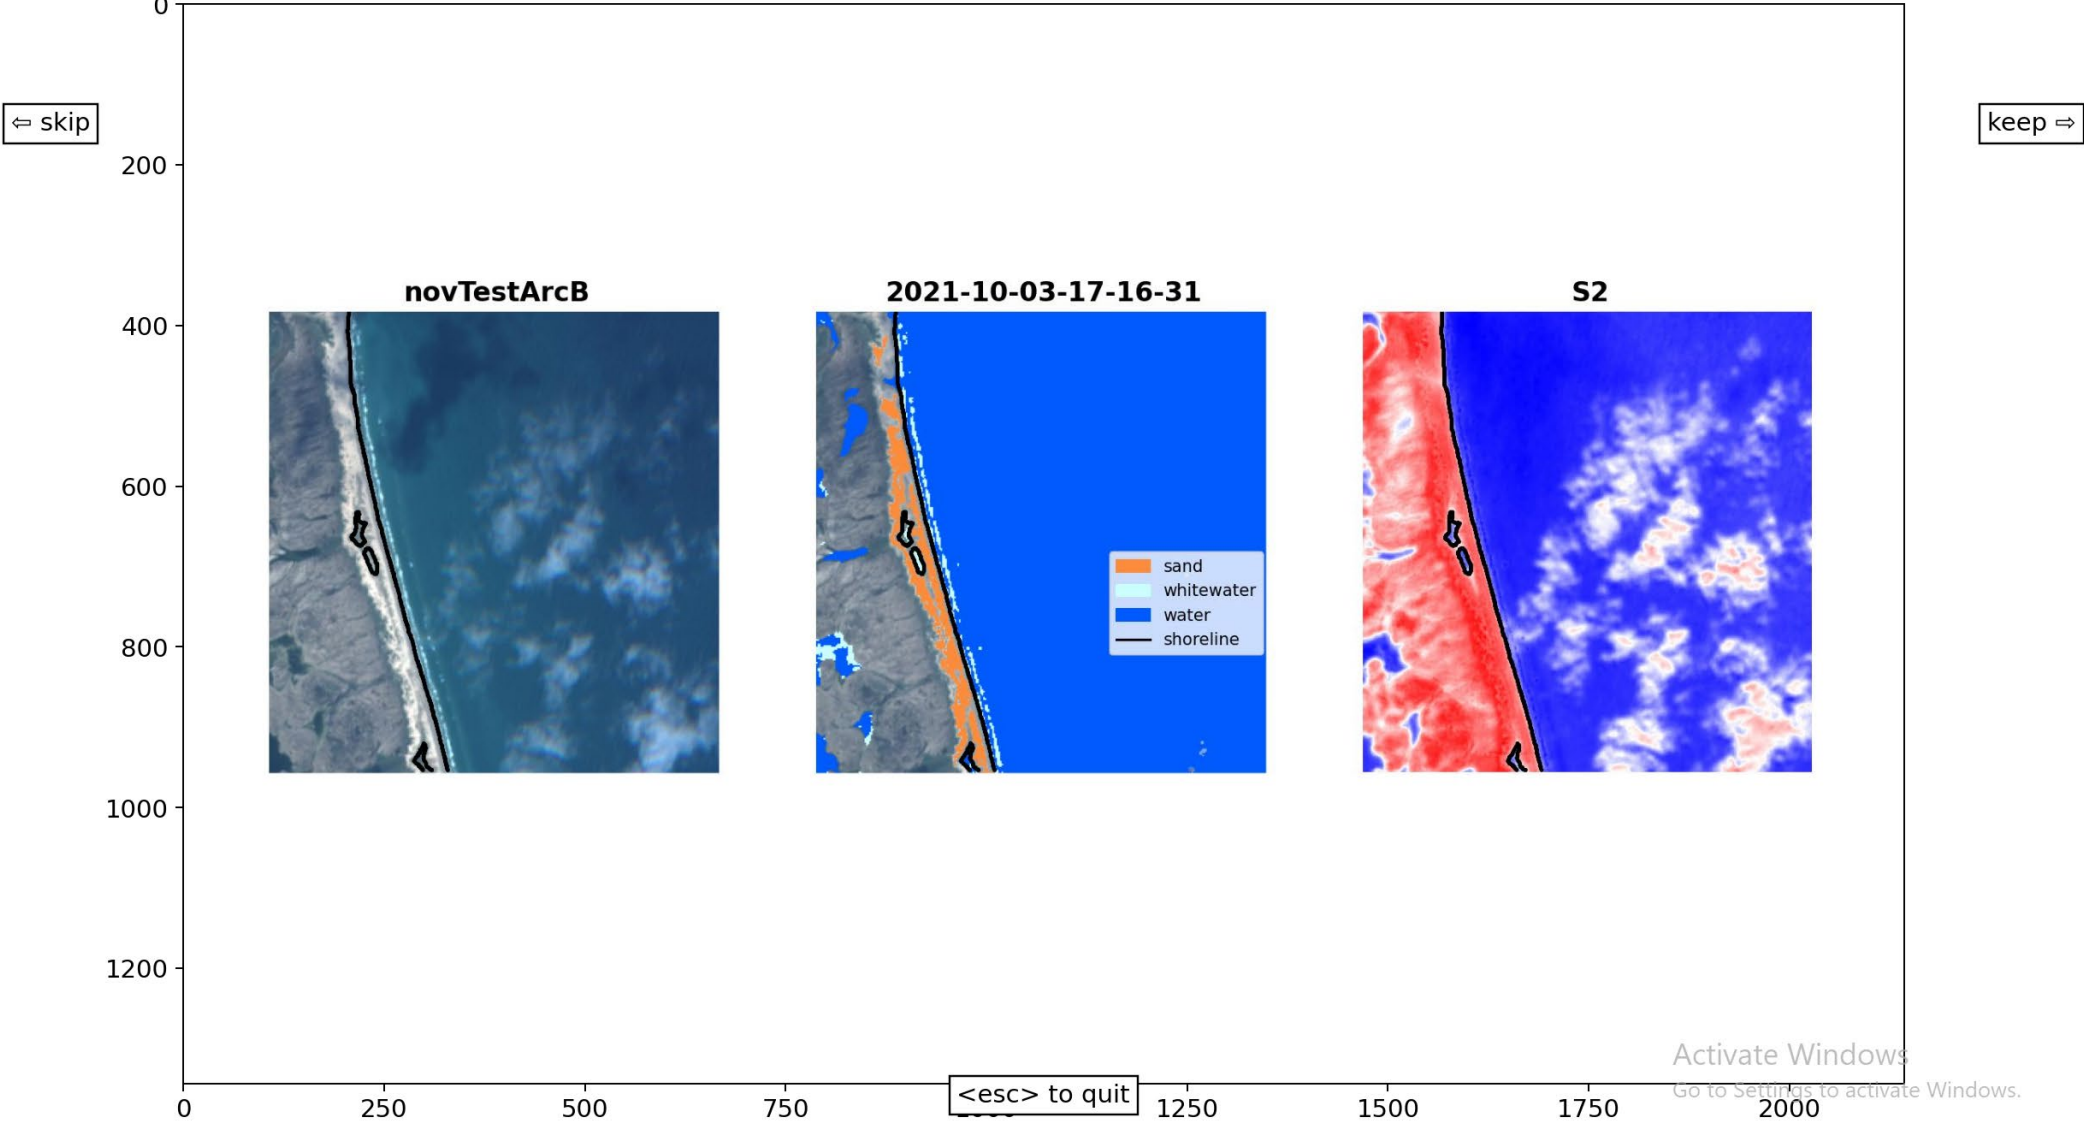 0
⇦ skip
keep ⇨
200
novTestArcB
2021-10-03-17-16-31
S2
400
600
sand
whitewater
water
shoreline
800
1000
1200
Activate Windows
Go to Settings to activate Windows.
<esc> to quit
0
250
500
750
1000
1250
1500
1750
2000